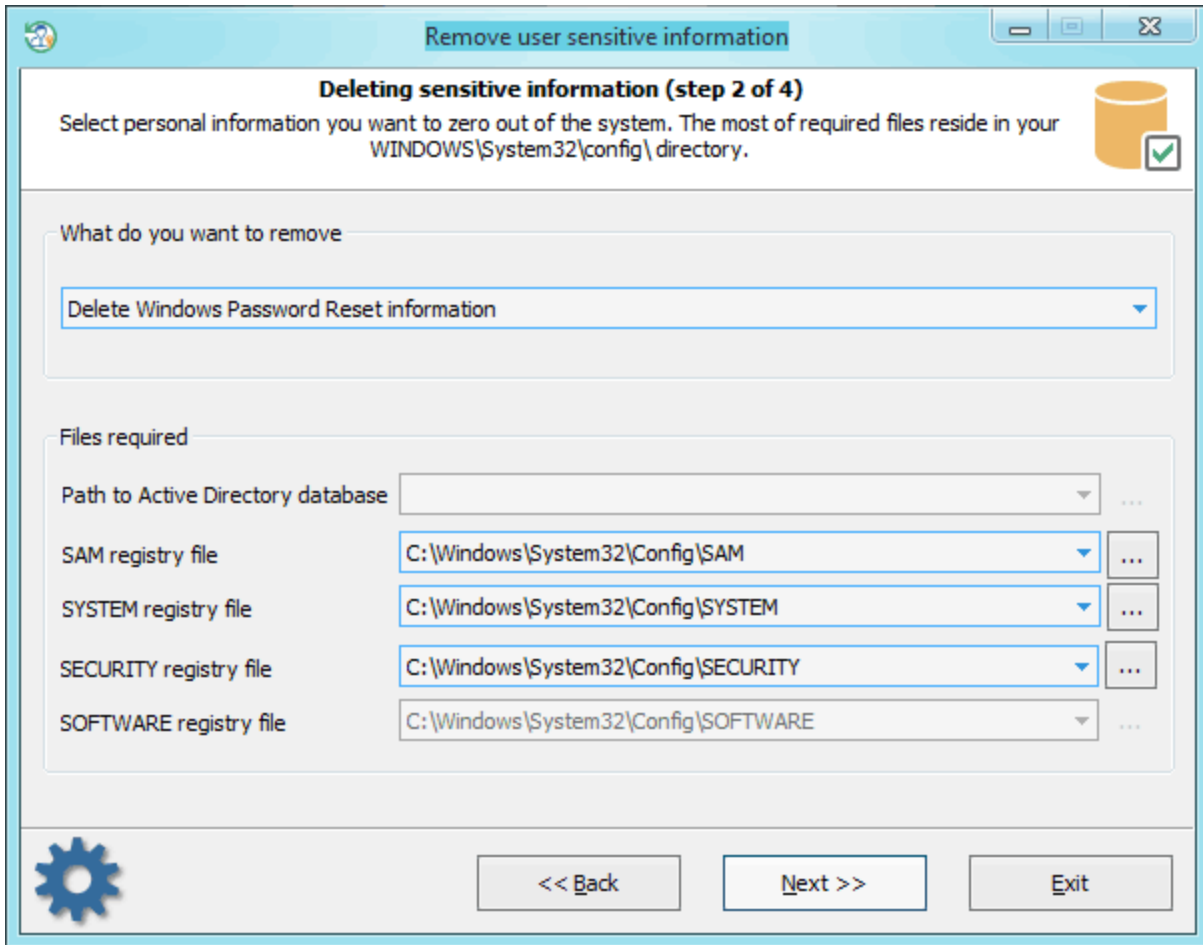 Remove user sensitive information
Deleting sensitive information (step 2 of 4)
Select personal information you want to zero out of the system. The most of required files reside in your
WINDOWS\System32\config\ directory.
What do you want to remove
Delete Windows Password Reset information
Files required
Path to Active Directory database
...
SAM registry file
C:\Windows\System32\Config\SAM
...
SYSTEM registry file
C:\Windows\System32\Config\SYSTEM
...
SECURITY registry file
C:\Windows\System32\Config\SECURITY
...
SOFTWARE registry file
C:\Windows\System32\Config\SOFTWARE
...
<< Back
Next >>
Exit